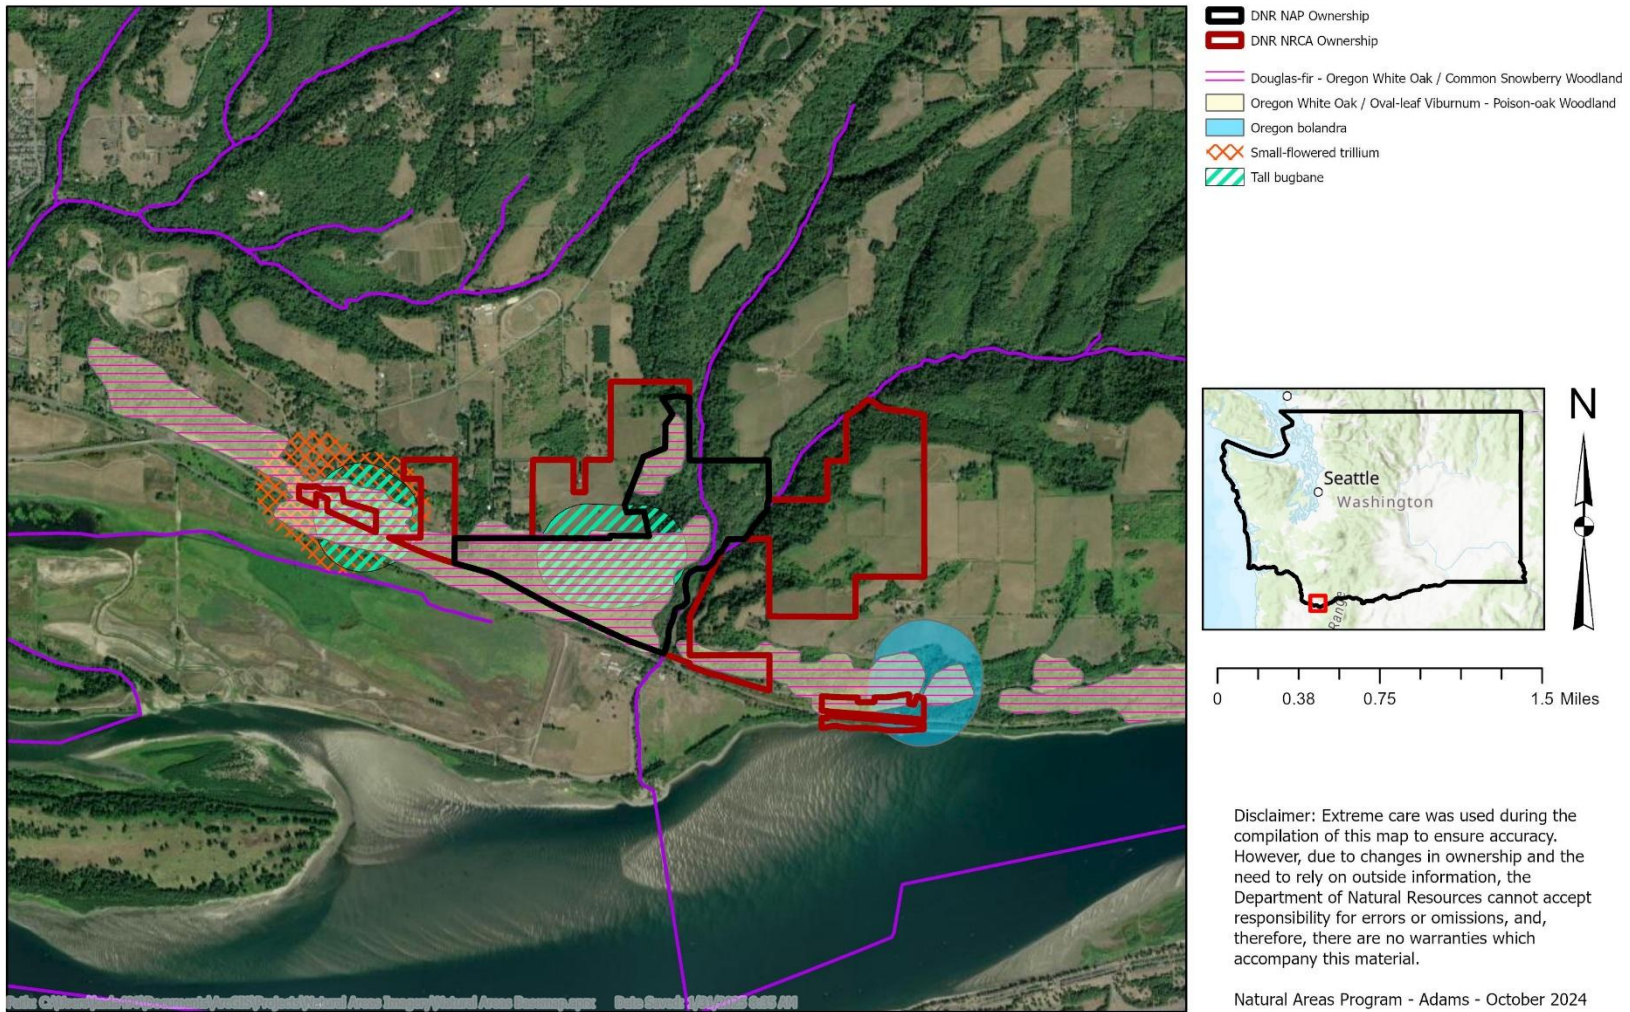 DNR NAP Ownership
DNR NRCA Ownership
Douglas-fir - Oregon White Oak / Common Snowberry Woodland
Oregon White Oak / Oval-leaf Viburnum - Poison-oak Woodland
Oregon bolandra
Small-flowered trillium
Tall bugbane
N
Seattle
Washington
Range
0 0.38 0.75 1.5 Miles
Disclaimer: Extreme care was used during the
compilation of this map to ensure accuracy.
However, due to changes in ownership and the
need to rely on outside information, the
Department of Natural Resources cannot accept
responsibility for errors or omissions, and,
therefore, there are no warranties which
accompany this material.
Natural Areas Program - Adams - October 2024